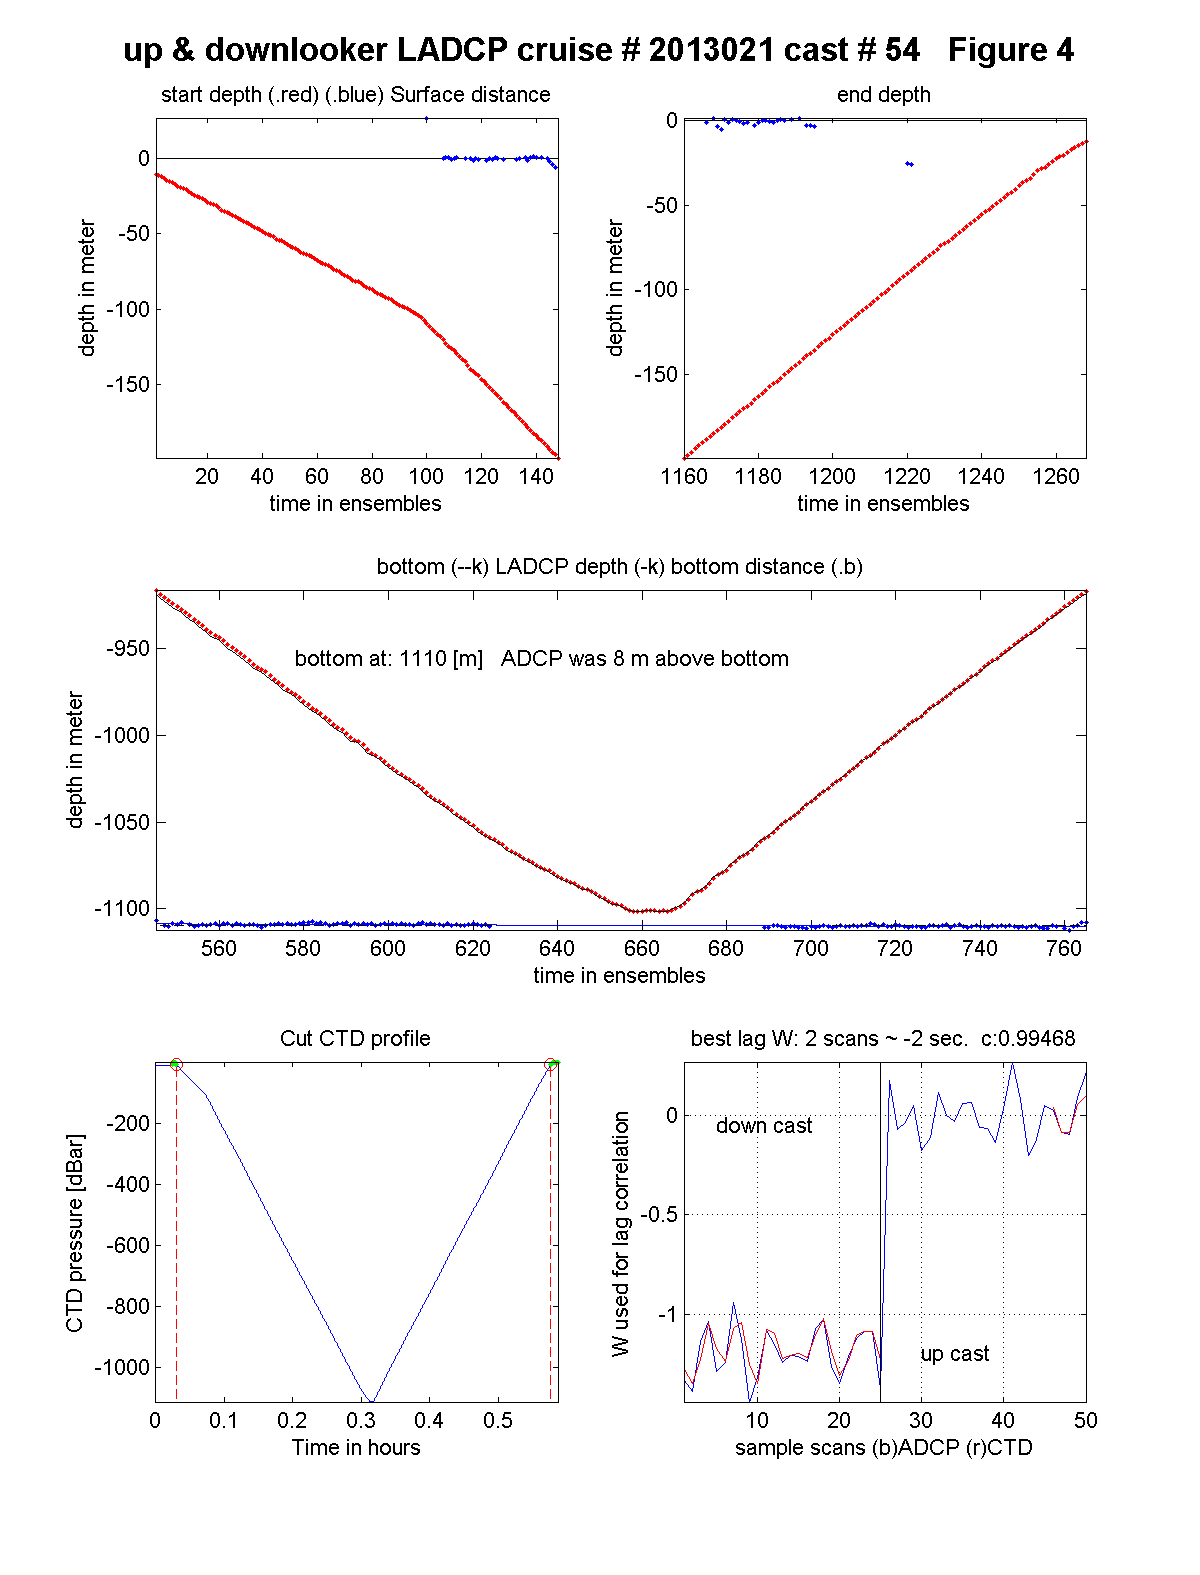 up & downlooker LADCP cruise # 2013021 cast # 54   Figure 4
start depth (.red) (.blue) Surface distance
0
-50
-100
-150
depth in meter
20 40 60 80 100 120 140
time in ensembles
end depth
0
-50
-100
-150
depth in meter
1160 1180 1200 1220 1240 1260
time in ensembles
bottom (--k) LADCP depth (-k) bottom distance (.b)
bottom at: 1110 [m]   ADCP was 8 m above bottom
-950
-1000
-1050
-1100
depth in meter
560 580 600 620 640 660 680 700 720 740 760
time in ensembles
Cut CTD profile
-200
-400
-600
-800
-1000
CTD pressure [dBar]
0 0.1 0.2 0.3 0.4 0.5
Time in hours
best lag W: 2 scans ~ -2 sec.  c:0.99468
down cast
up cast
0
-0.5
-1
W used for lag correlation
10 20 30 40 50
sample scans (b)ADCP (r)CTD